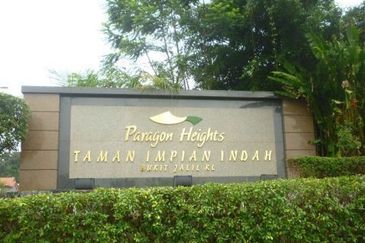 Paragon Heights
TAMAN IMPIAN INDAH
BUKIT JALIL KL